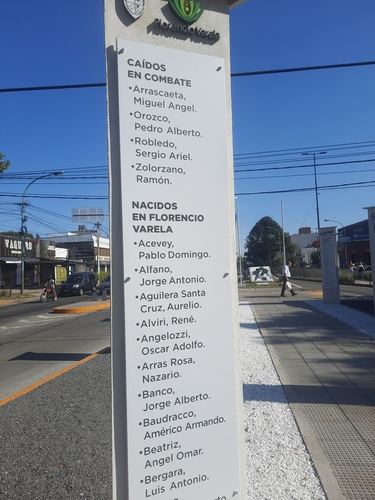 Florencio Varela
CAÍDOS
EN COMBATE
•Arrascaeta,
Miguel Angel.
•Orozco,
Pedro Alberto.
•Robledo,
Sergio Ariel.
•Zolorzano,
Ramón.
NACIDOS
EN FLORENCIO
VARELA
•Acevey,
Pablo Domingo.
•Alfano,
Jorge Antonio.
•Aguilera Santa
Cruz, Aurelio.
•Alviri, René.
•Angelozzi,
Oscar Adolfo.
•Arras Rosa,
Nazario.
•Banco,
Jorge Alberto.
•Baudracco,
Américo Armando.
•Beatriz,
Angel Omar.
•Bergara,
Luis Antonio.